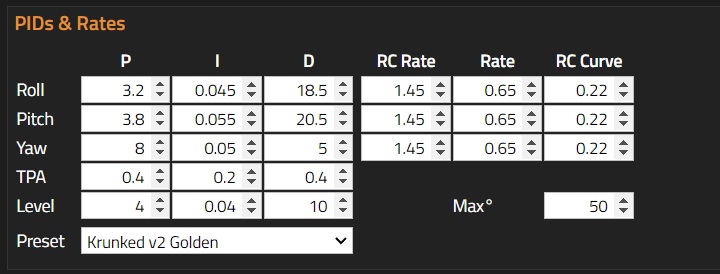 PIDs & Rates
P I D RC Rate Rate RC Curve
Roll 3.2 0.045 18.5 1.45 0.65 0.22
Pitch 3.8 0.055 20.5 1.45 0.65 0.22
Yaw 8 0.05 5 1.45 0.65 0.22
TPA 0.4 0.2 0.4
Level 4 0.04 10 Max° 50
Preset Krunked v2 Golden